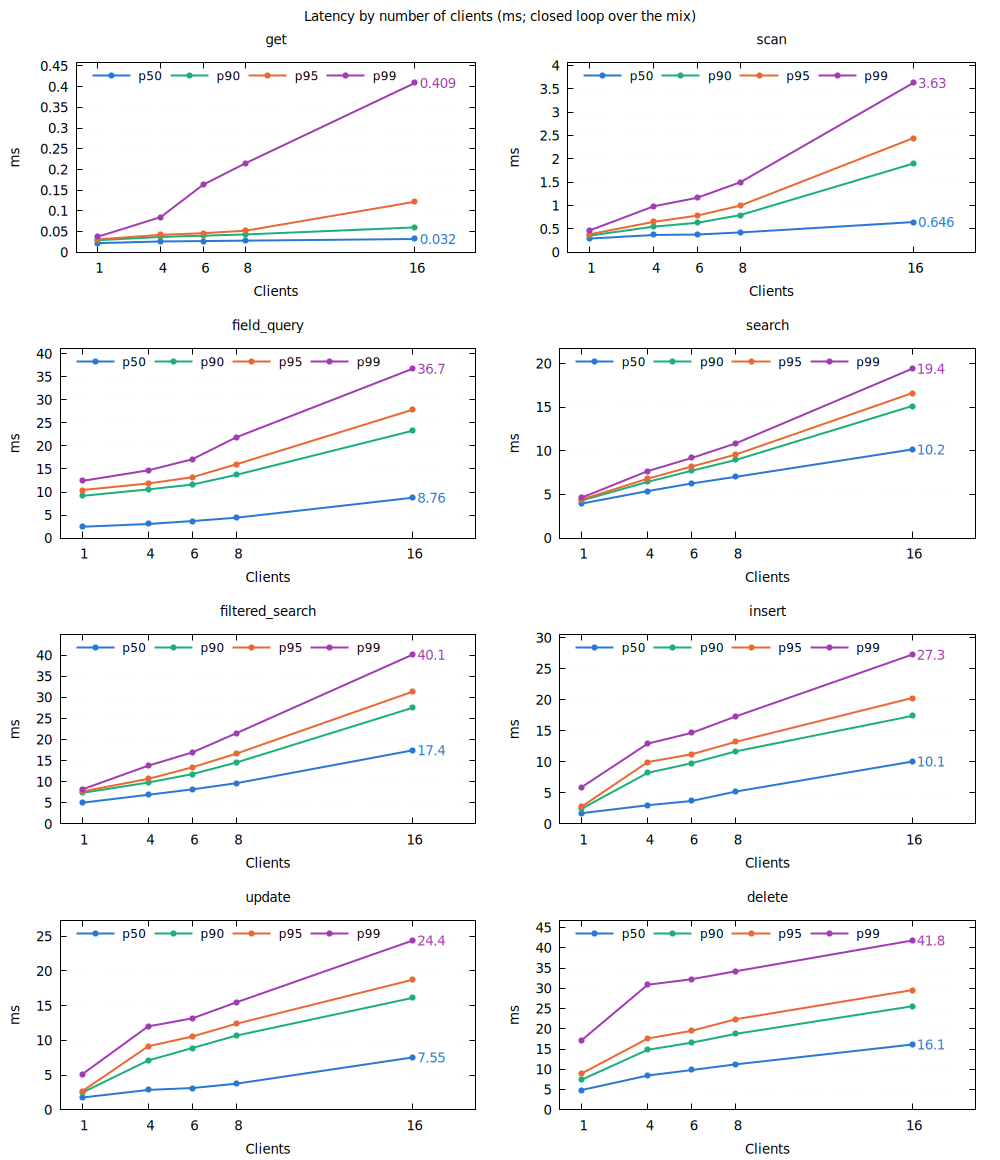 Latency by number of clients (ms; closed loop over the mix)
get
0.45
0.4
0.35
0.3
0.25
0.2
0.15
0.1
0.05
0
ms
p50 p90 p95 p99
0.409
0.032
1 4 6 8 16
Clients
scan
4
3.5
3
2.5
2
1.5
1
0.5
0
ms
p50 p90 p95 p99
3.63
0.646
1 4 6 8 16
Clients
field_query
40
35
30
25
20
15
10
5
0
ms
p50 p90 p95 p99
36.7
8.76
1 4 6 8 16
Clients
search
20
15
10
5
0
ms
p50 p90 p95 p99
19.4
10.2
1 4 6 8 16
Clients
filtered_search
40
35
30
25
20
15
10
5
0
ms
p50 p90 p95 p99
40.1
17.4
1 4 6 8 16
Clients
insert
30
25
20
15
10
5
0
ms
p50 p90 p95 p99
27.3
10.1
1 4 6 8 16
Clients
update
25
20
15
10
5
0
ms
p50 p90 p95 p99
24.4
7.55
1 4 6 8 16
Clients
delete
45
40
35
30
25
20
15
10
5
0
ms
p50 p90 p95 p99
41.8
16.1
1 4 6 8 16
Clients